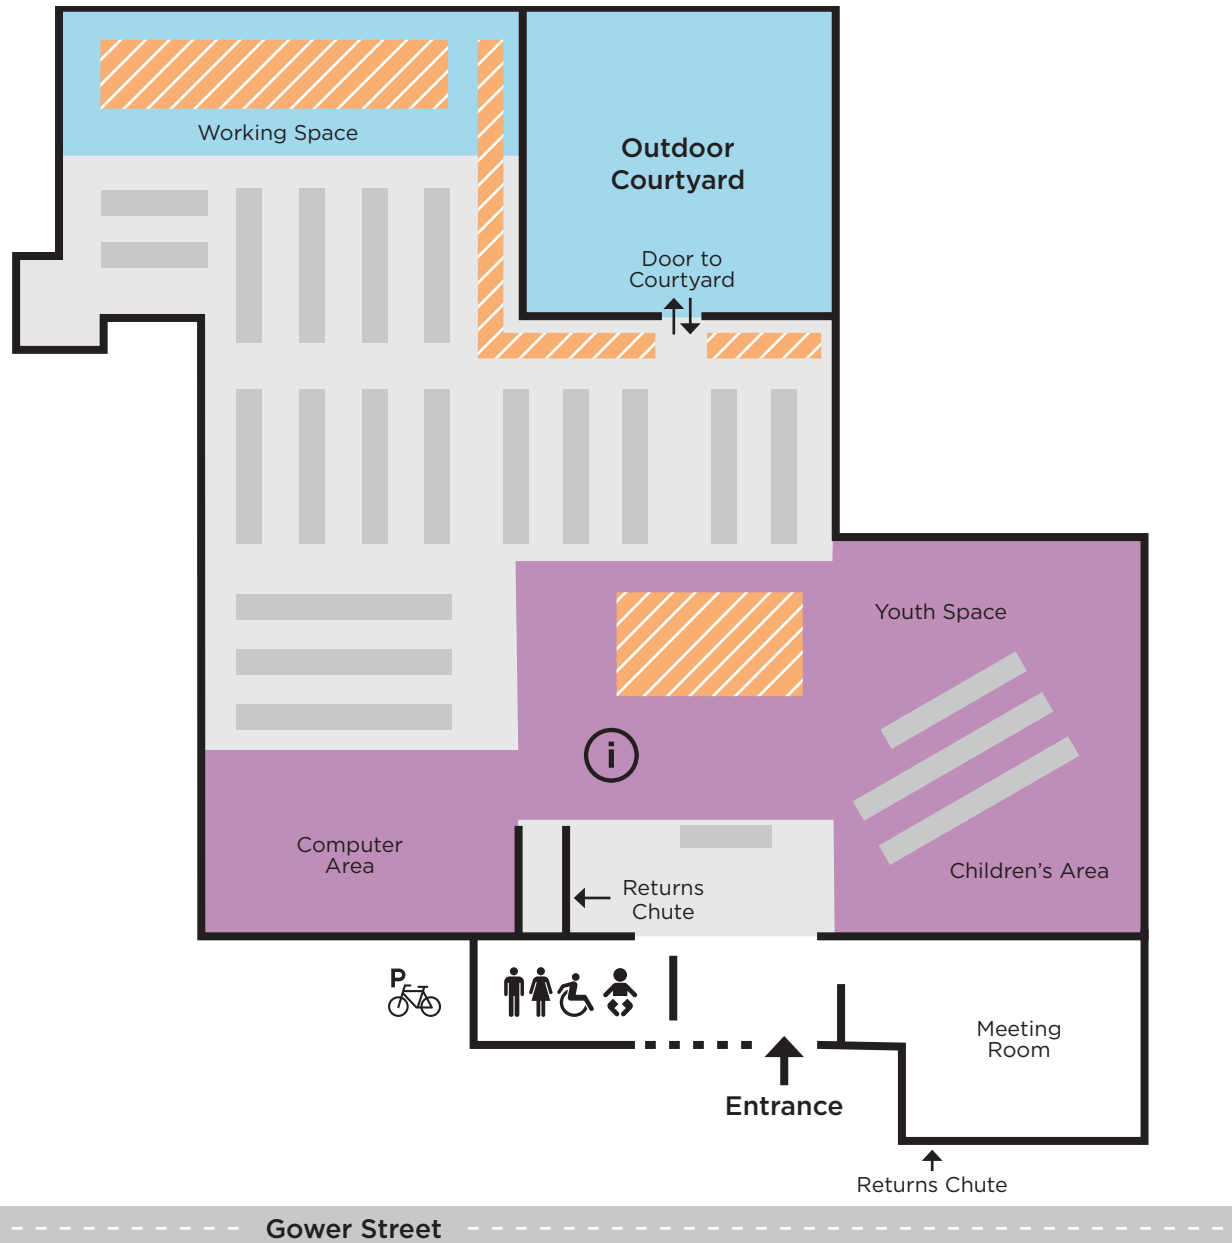 Working Space
Outdoor
Courtyard
Door to
Courtyard
Youth Space
i
Computer
Area
Children's Area
Returns
Chute
P
Meeting
Room
Entrance
Returns Chute
Gower Street